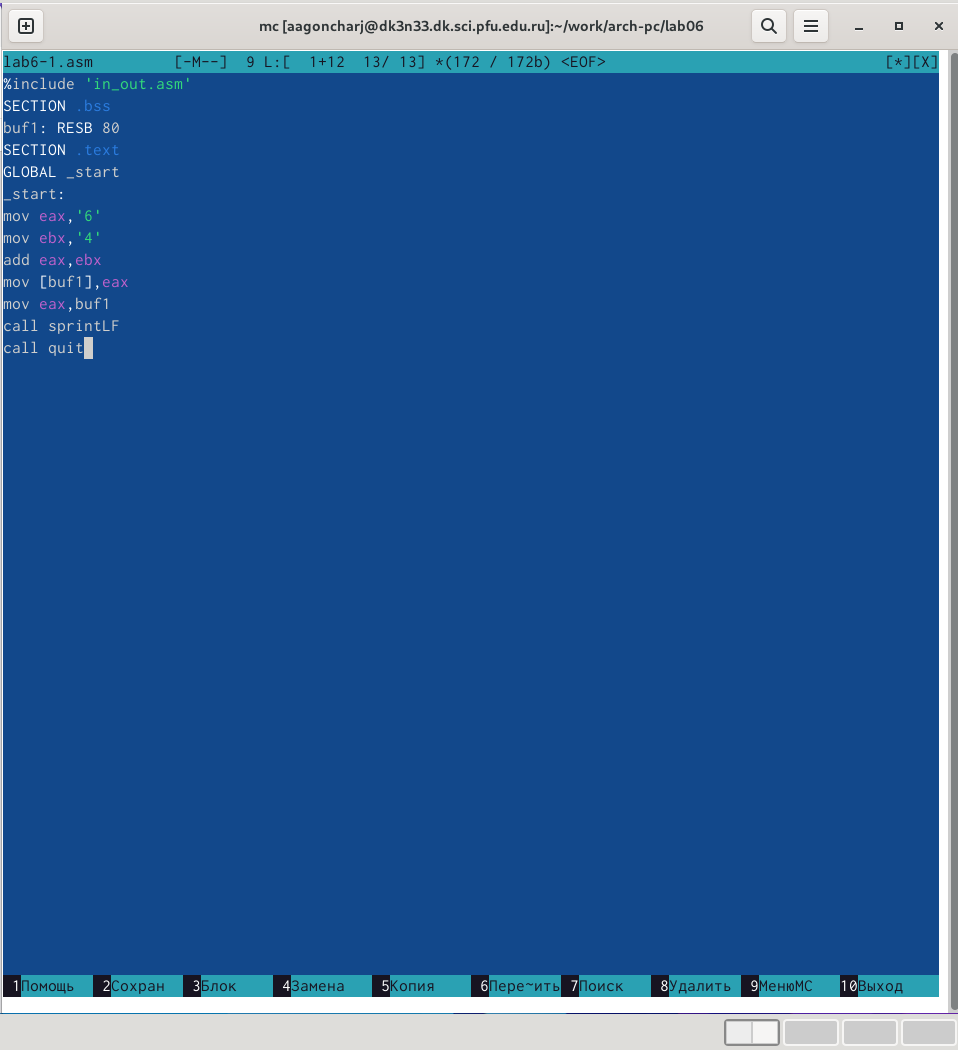 mc [aagoncharj@dk3n33.dk.sci.pfu.edu.ru]:~/work/arch-pc/lab06
lab6-1.asm [-M--] 9 L:[ 1+12 13/ 13] *(172 / 172b) <EOF> [*][X]
%include 'in_out.asm'
SECTION .bss
buf1: RESB 80
SECTION .text
GLOBAL _start
_start:
mov eax,'6'
mov ebx,'4'
add eax,ebx
mov [buf1],eax
mov eax,buf1
call sprintLF
call quit
1Помощь 2Сохран 3Блок 4Замена 5Копия 6Пере~ить 7Поиск 8Удалить 9МенюMC 10Выход